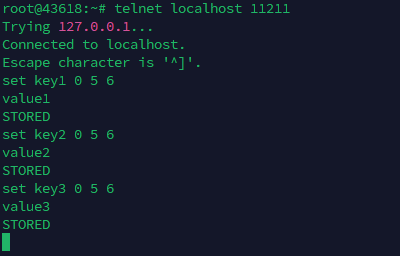 root@43618:~# telnet localhost 11211
Trying 127.0.0.1...
Connected to localhost.
Escape character is '^]'.
set key1 0 5 6
value1
STORED
set key2 0 5 6
value2
STORED
set key3 0 5 6
value3
STORED